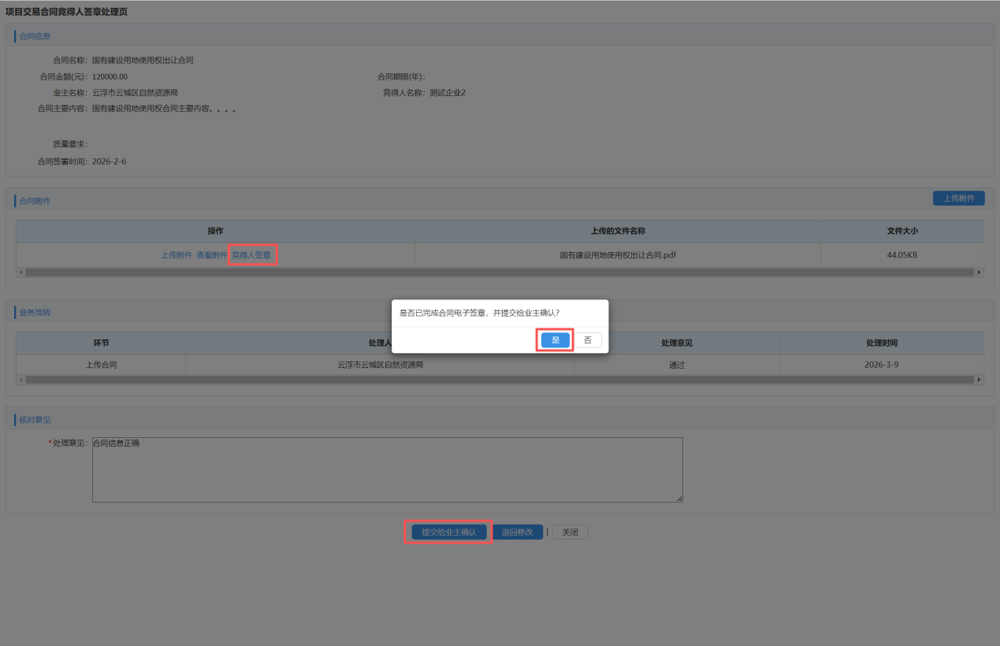 项目交易合同竞得人签章处理页
合同信息
合同名称: 国有建设用地使用权出让合同
合同金额(元): 120000.00 合同期限(年):
业主名称: 云浮市云城区自然资源局 竞得人名称: 测试企业2
合同主要内容: 国有建设用地使用权合同主要内容。。。。
质量要求:
合同签署时间: 2026-2-6
合同附件 上传附件
操作 上传的文件名称 文件大小
上传附件 查看附件 竞得人签章 国有建设用地使用权出让合同.pdf 44.05KB
业务流转
是否已完成合同电子签章，并提交给业主确认?
是 否
环节 处理人 处理意见 处理时间
上传合同 云浮市云城区自然资源局 通过 2026-3-9
核对意见
*处理意见: 合同信息正确
提交给业主确认 退回修改 | 关闭